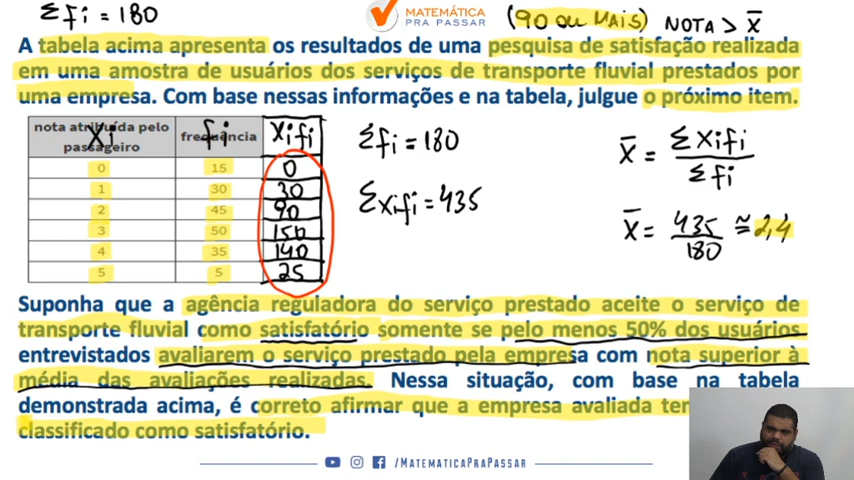 Σfi = 180
MATEMÁTICA
PRA PASSAR
(90 OU MAIS) NOTA > x̄
A tabela acima apresenta os resultados de uma pesquisa de satisfação realizada
em uma amostra de usuários dos serviços de transporte fluvial prestados por
uma empresa. Com base nessas informações e na tabela, julgue o próximo item.
nota atribuída pelo passageiro Xi frequência fi Xifi
0 15 0
1 30 30
2 45 90
3 50 150
4 35 140
5 5 25
Σfi = 180
Σxifi = 435
x̄ = Σxifi / Σfi
x̄ = 435 / 180 ≅ 2,4
Suponha que a agência reguladora do serviço prestado aceite o serviço de
transporte fluvial como satisfatório somente se pelo menos 50% dos usuários
entrevistados avaliarem o serviço prestado pela empresa com nota superior à
média das avaliações realizadas. Nessa situação, com base na tabela
demonstrada acima, é correto afirmar que a empresa avaliada
classificado como satisfatório.
/MATEMATICAPRAPASSAR